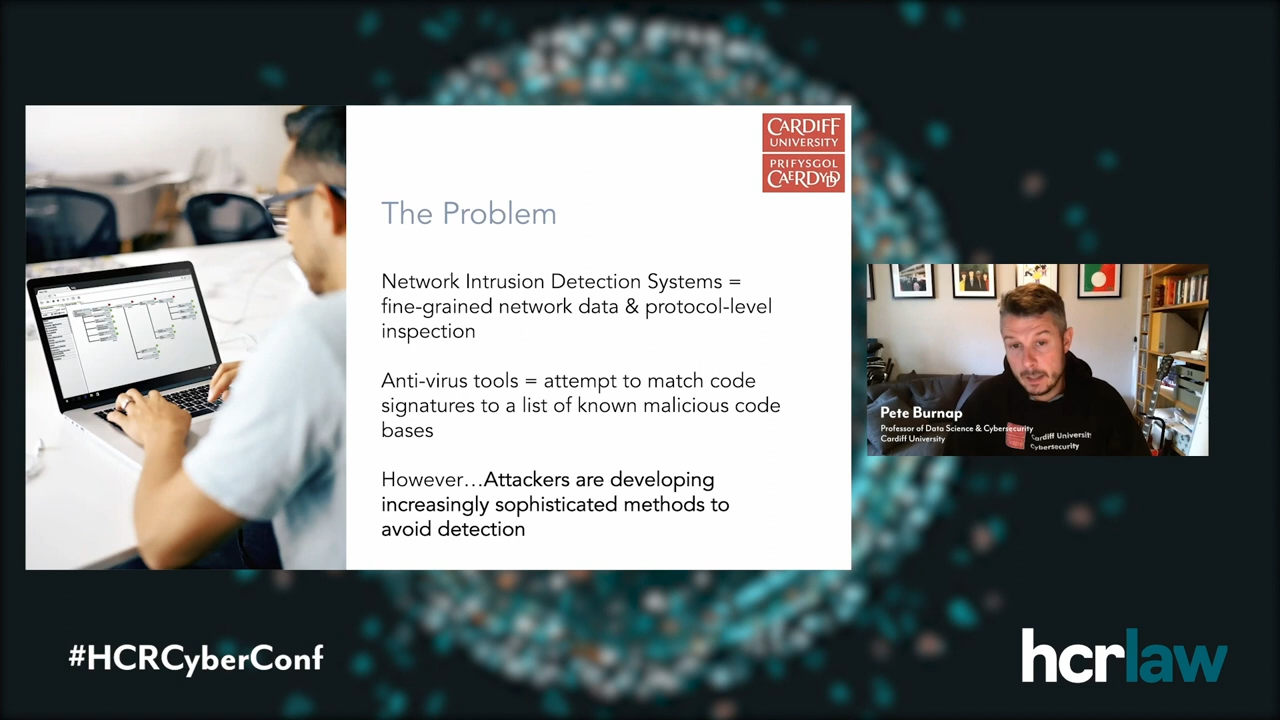 CARDIFF
UNIVERSITY
PRIFYSGOL
CAERDYDD
The Problem
Network Intrusion Detection Systems =
fine-grained network data & protocol-level
inspection
Anti-virus tools = attempt to match code
signatures to a list of known malicious code
bases
However...Attackers are developing
increasingly sophisticated methods to
avoid detection
Pete Burnap
Professor of Data Science & Cybersecurity
Cardiff University
Cardiff University
Cybersecurity
#HCRCyberConf
hcrlaw